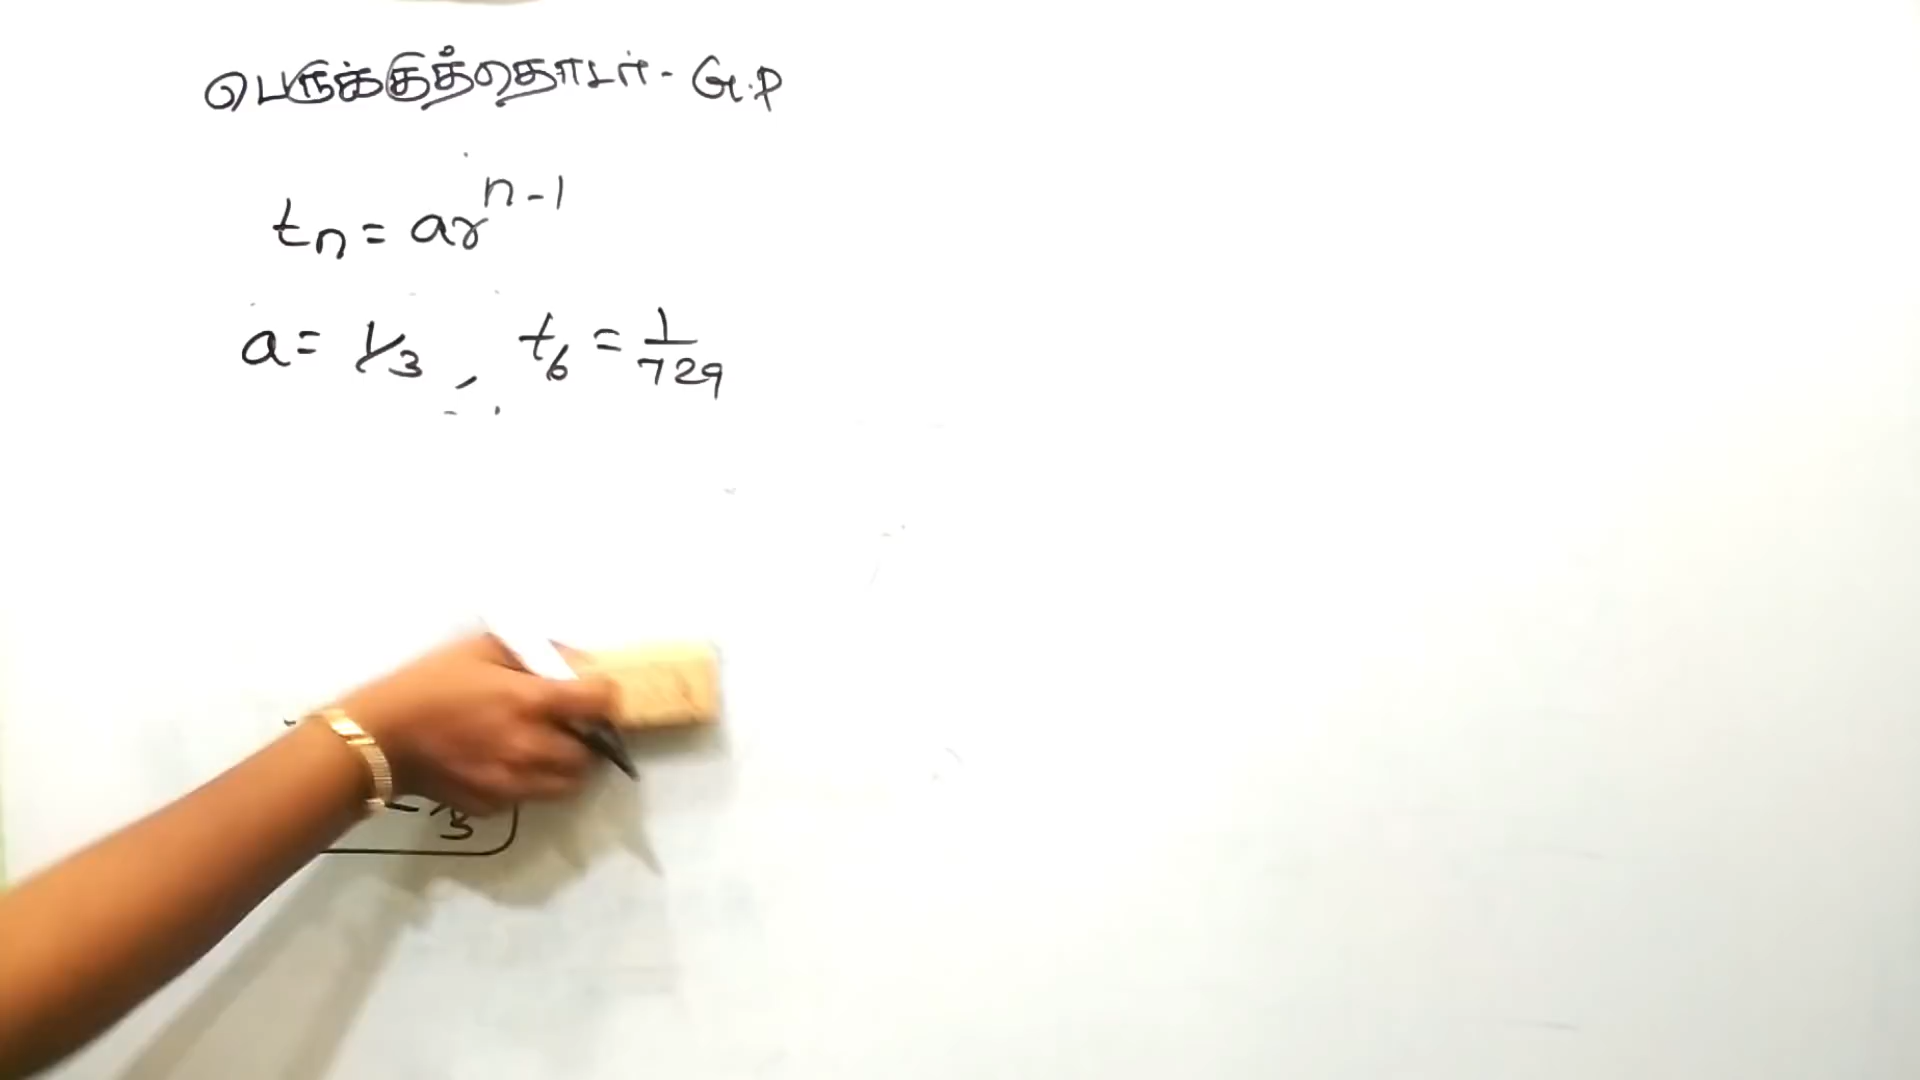 பெருக்குத்தொடர் - G.P
tn = ar^n-1
a = 1/3, t6 = 1/729